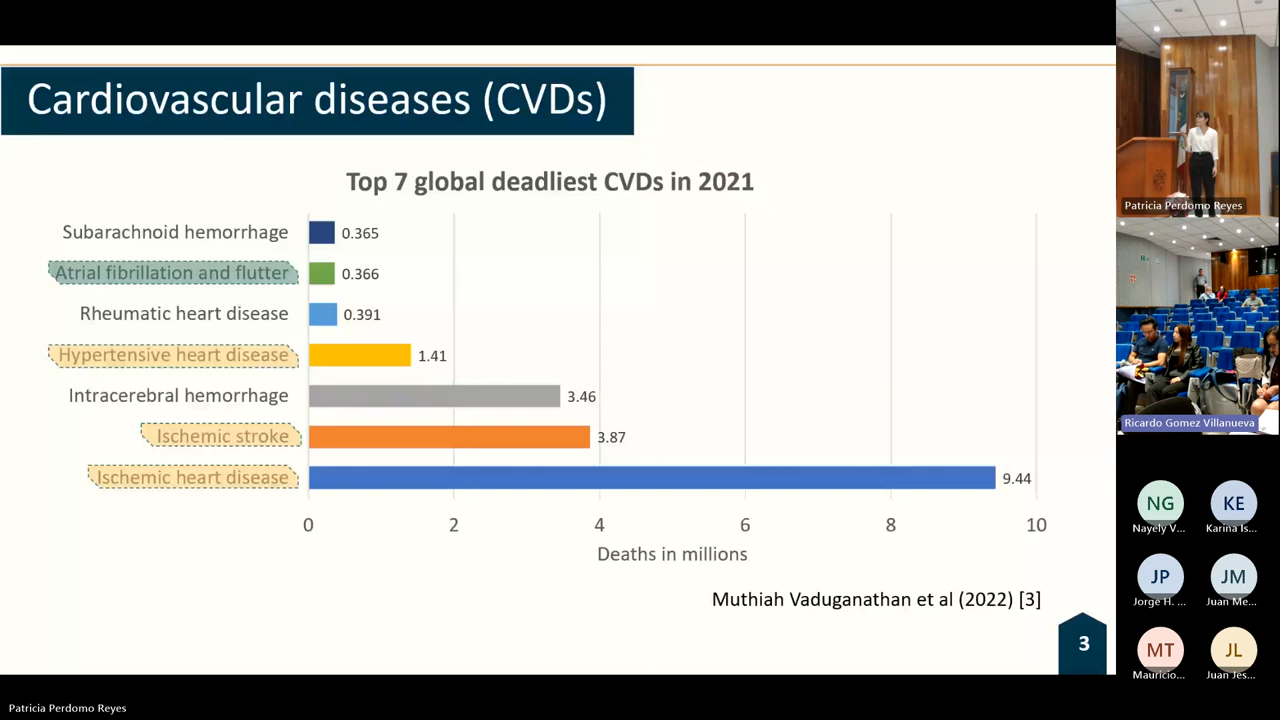 Cardiovascular diseases (CVDs)
Top 7 global deadliest CVDs in 2021
Subarachnoid hemorrhage 0.365
Atrial fibrillation and flutter 0.366
Rheumatic heart disease 0.391
Hypertensive heart disease 1.41
Intracerebral hemorrhage 3.46
Ischemic stroke 3.87
Ischemic heart disease 9.44
0 2 4 6 8 10
Deaths in millions
Muthiah Vaduganathan et al (2022) [3]
3
Patricia Perdomo Reyes
Patricia Perdomo Reyes
Ricardo Gomez Villanueva
NG KE
Nayely V... Karina Is...
JP JM
Jorge H. ... Juan Me...
MT JL
Mauricio... Juan Jes...